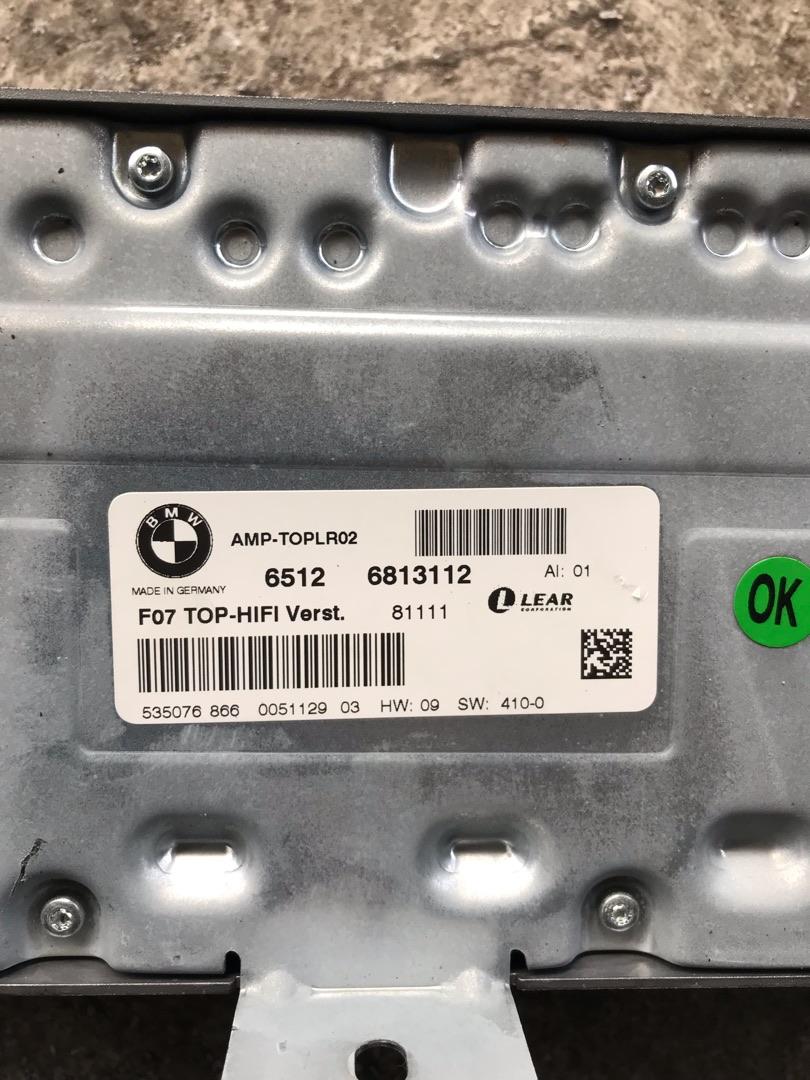 BMW
AMP-TOPLR02
MADE IN GERMANY
6512 6813112 AI: 01
F07 TOP-HIFI Verst. 81111 LEAR
CORPORATION
535076 866 0051129 03 HW: 09 SW: 410-0
OK